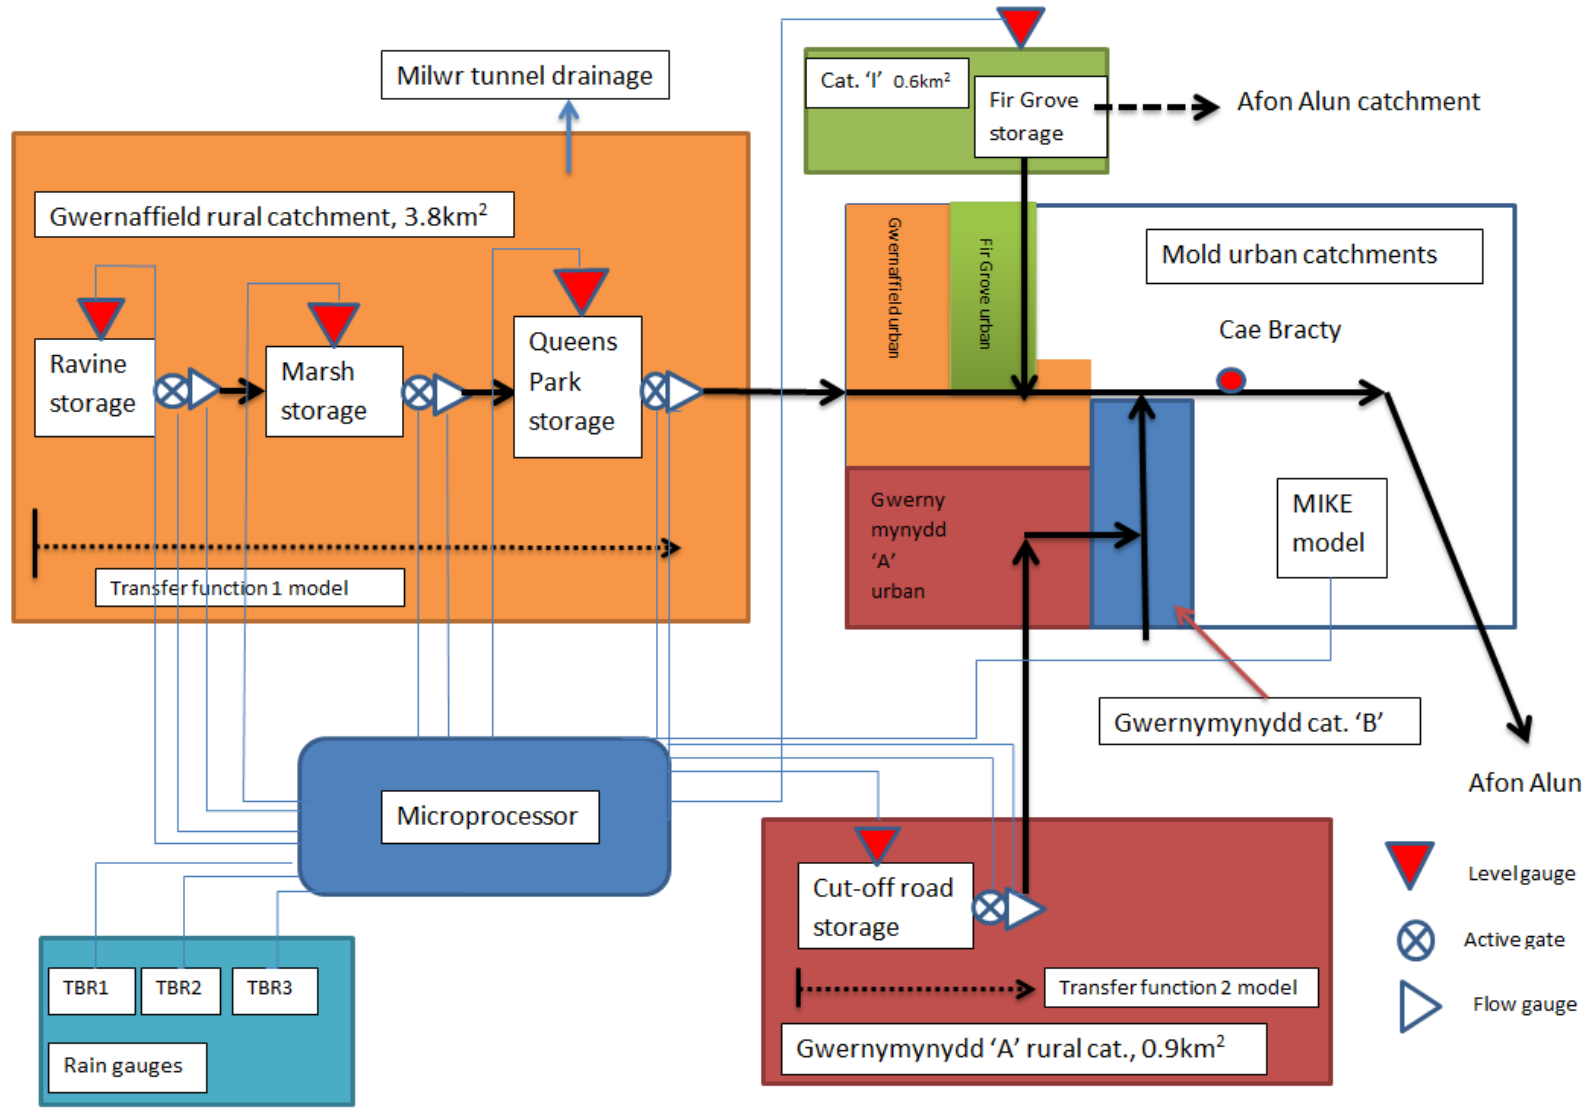 Milwr tunnel drainage
Cat. ‘I’ 0.6km²
Fir Grove
storage
Afon Alun catchment
Gwernaffield rural catchment, 3.8km²
Ravine
storage
Marsh
storage
Queens
Park
storage
Transfer function 1 model
Gwernaffield urban
Fir Grove urban
Mold urban catchments
Cae Bracty
Gwerny
mynydd
‘A’
urban
MIKE
model
Gwernymynydd cat. ‘B’
Afon Alun
Microprocessor
TBR1
TBR2
TBR3
Rain gauges
Cut-off road
storage
Transfer function 2 model
Gwernymynydd ‘A’ rural cat., 0.9km²
Level gauge
Active gate
Flow gauge